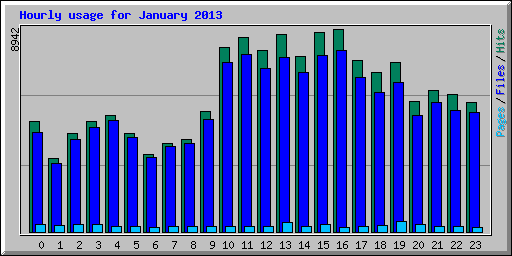 Hourly usage for January 2013
8942
Pages/Files/Hits
0 1 2 3 4 5 6 7 8 9 10 11 12 13 14 15 16 17 18 19 20 21 22 23